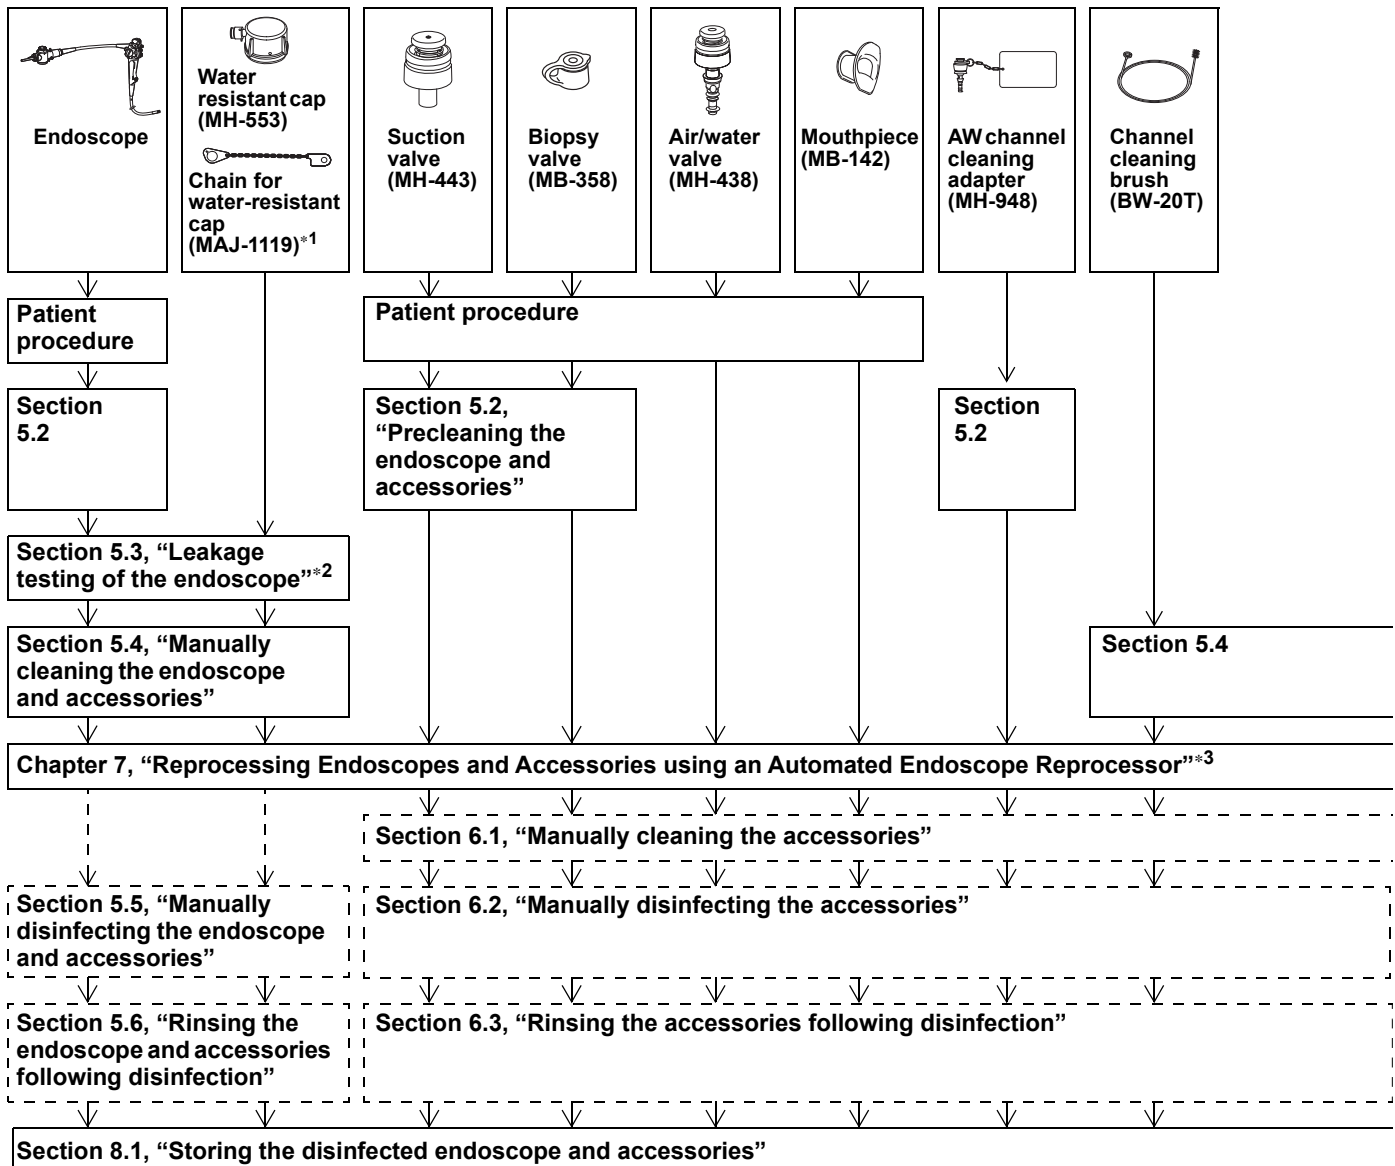 Endoscope
Water
resistant cap
(MH-553)
Chain for
water-resistant
cap
(MAJ-1119)*1
Suction
valve
(MH-443)
Biopsy
valve
(MB-358)
Air/water
valve
(MH-438)
Mouthpiece
(MB-142)
AW channel
cleaning
adapter
(MH-948)
Channel
cleaning
brush
(BW-20T)
Patient
procedure
Patient procedure
Section
5.2
Section 5.2,
“Precleaning the
endoscope and
accessories”
Section
5.2
Section 5.3, “Leakage
testing of the endoscope”*2
Section 5.4, “Manually
cleaning the endoscope
and accessories”
Section 5.4
Chapter 7, “Reprocessing Endoscopes and Accessories using an Automated Endoscope Reprocessor”*3
Section 6.1, “Manually cleaning the accessories”
Section 5.5, “Manually
disinfecting the endoscope
and accessories”
Section 6.2, “Manually disinfecting the accessories”
Section 5.6, “Rinsing the
endoscope and accessories
following disinfection”
Section 6.3, “Rinsing the accessories following disinfection”
Section 8.1, “Storing the disinfected endoscope and accessories”